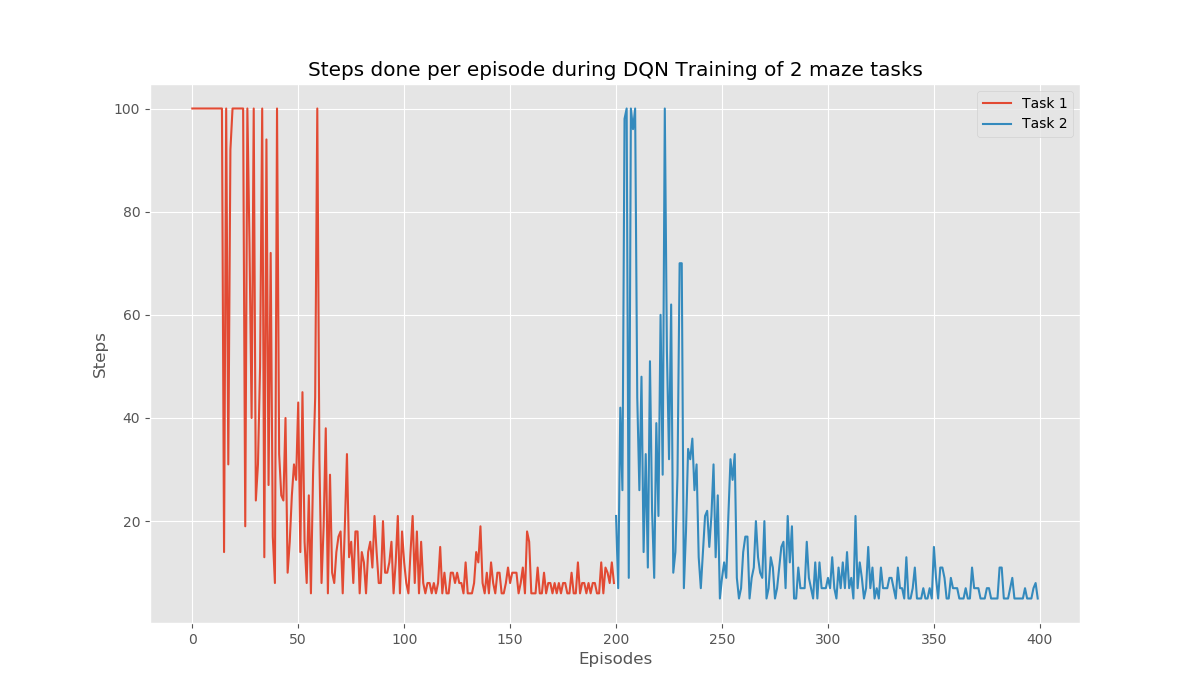 Steps done per episode during DQN Training of 2 maze tasks
Task 1
Task 2
100
80
60
40
20
Steps
0 50 100 150 200 250 300 350 400
Episodes